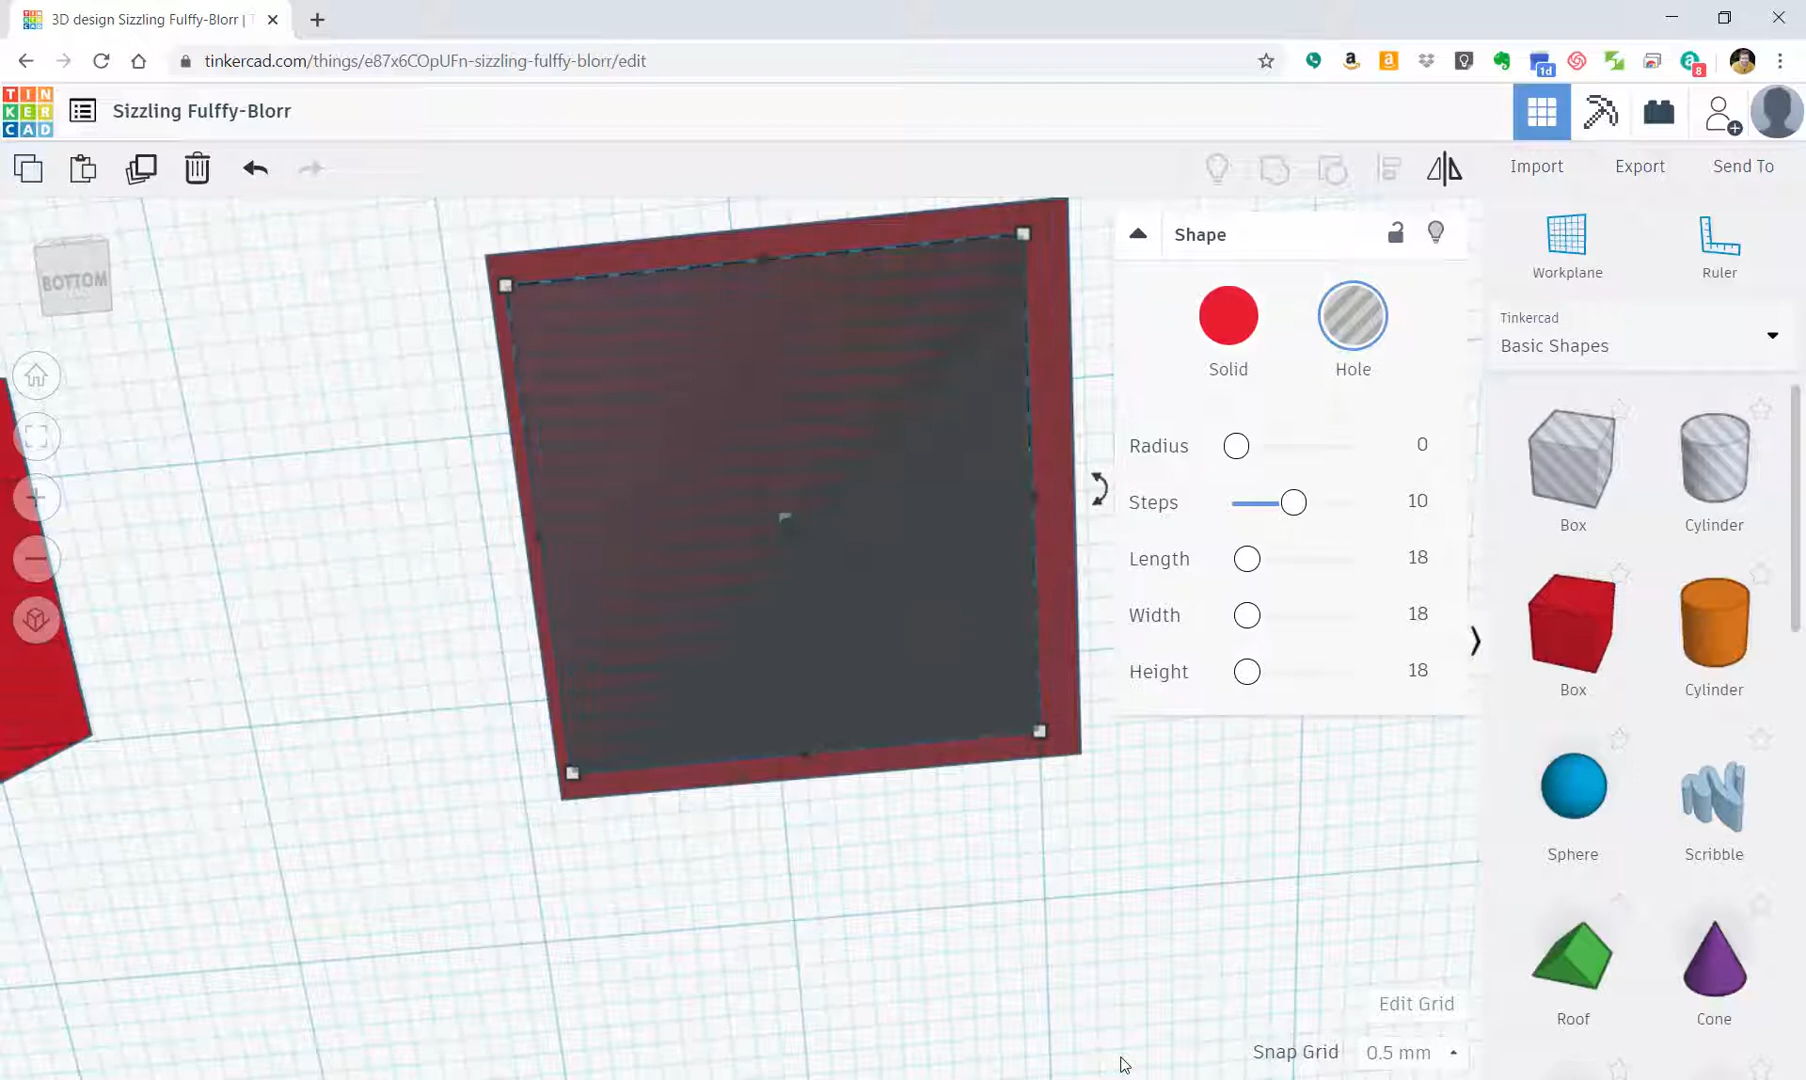 3D design Sizzling Fulffy-Blorr | T
tinkercad.com/things/e87x6COpUFn-sizzling-fulffy-blorr/edit
1d
8
TIN
KER
CAD
Sizzling Fulffy-Blorr
Import
Export
Send To
BOTTOM
Shape
Solid
Hole
Radius 0
Steps 10
Length 18
Width 18
Height 18
Workplane
Ruler
Tinkercad
Basic Shapes
Box
Cylinder
Box
Cylinder
Sphere
Scribble
Roof
Cone
Edit Grid
Snap Grid 0.5 mm